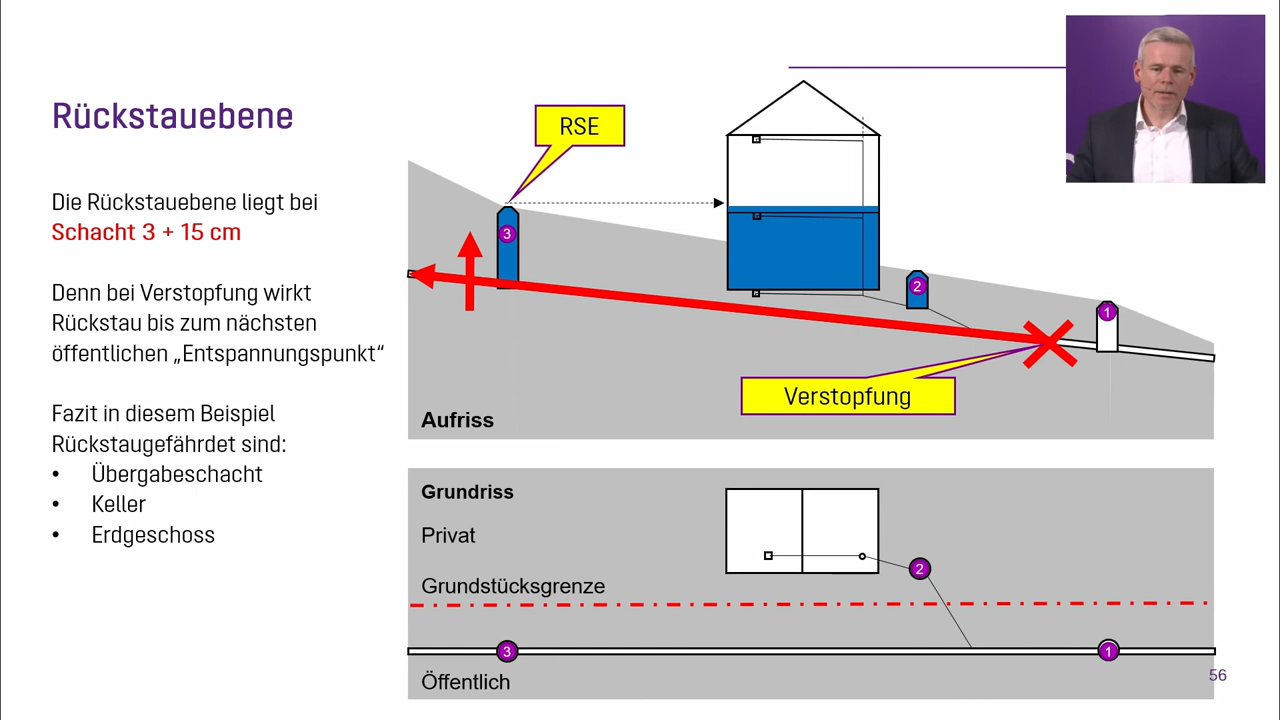 Rückstauebene
Die Rückstauebene liegt bei
Schacht 3 + 15 cm
Denn bei Verstopfung wirkt
Rückstau bis zum nächsten
öffentlichen „Entspannungspunkt“
Fazit in diesem Beispiel
Rückstaugefährdet sind:
• Übergabeschacht
• Keller
• Erdgeschoss
RSE
3
2
1
Verstopfung
Aufriss
Grundriss
Privat
2
Grundstücksgrenze
3
1
Öffentlich
56